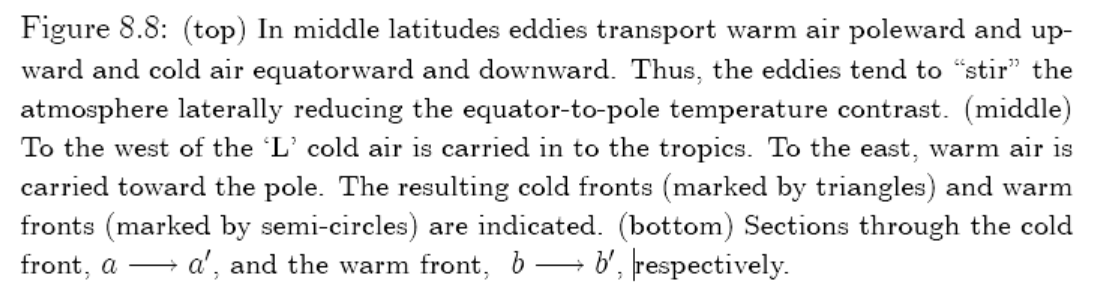 Figure 8.8: (top) In middle latitudes eddies transport warm air poleward and up-
ward and cold air equatorward and downward. Thus, the eddies tend to “stir” the
atmosphere laterally reducing the equator-to-pole temperature contrast. (middle)
To the west of the ‘L’ cold air is carried in to the tropics. To the east, warm air is
carried toward the pole. The resulting cold fronts (marked by triangles) and warm
fronts (marked by semi-circles) are indicated. (bottom) Sections through the cold
front, a ⟶ a′, and the warm front, b ⟶ b′, respectively.